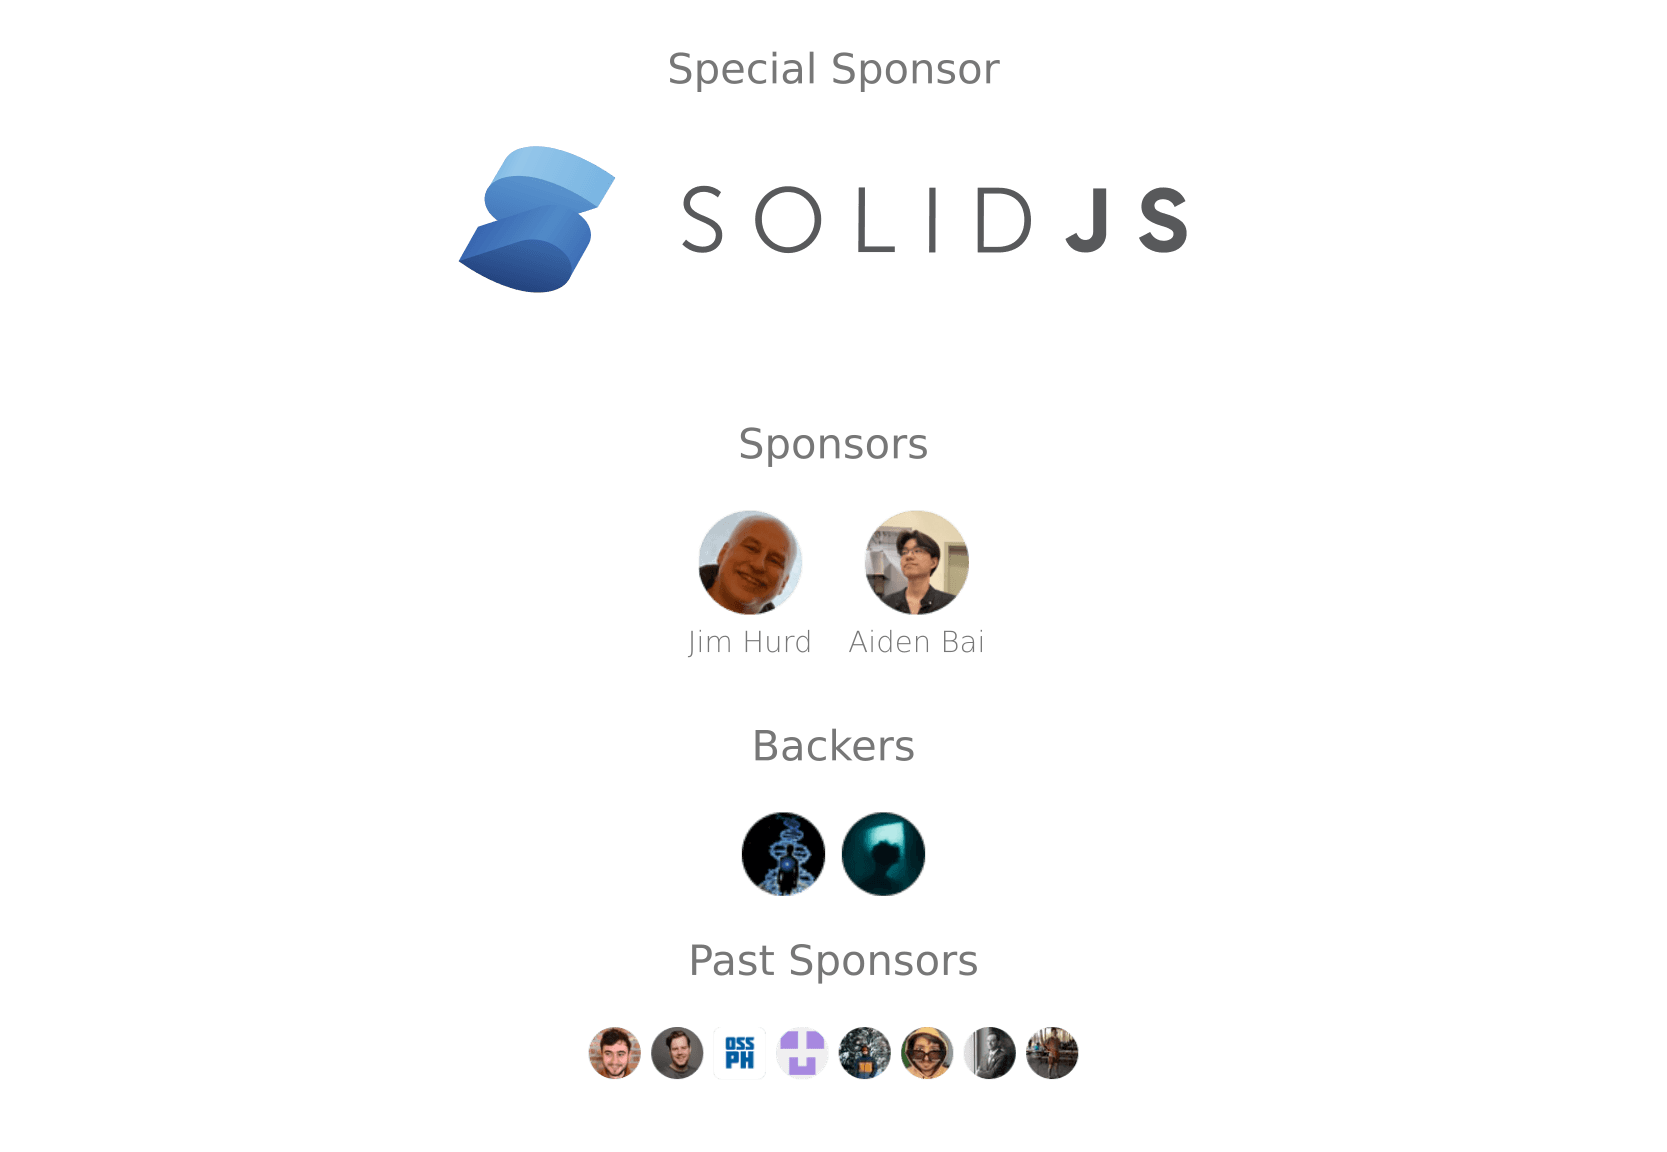 Special Sponsor
SOLIDJS
Sponsors
Jim Hurd
Aiden Bai
Backers
Past Sponsors
OSS
PH